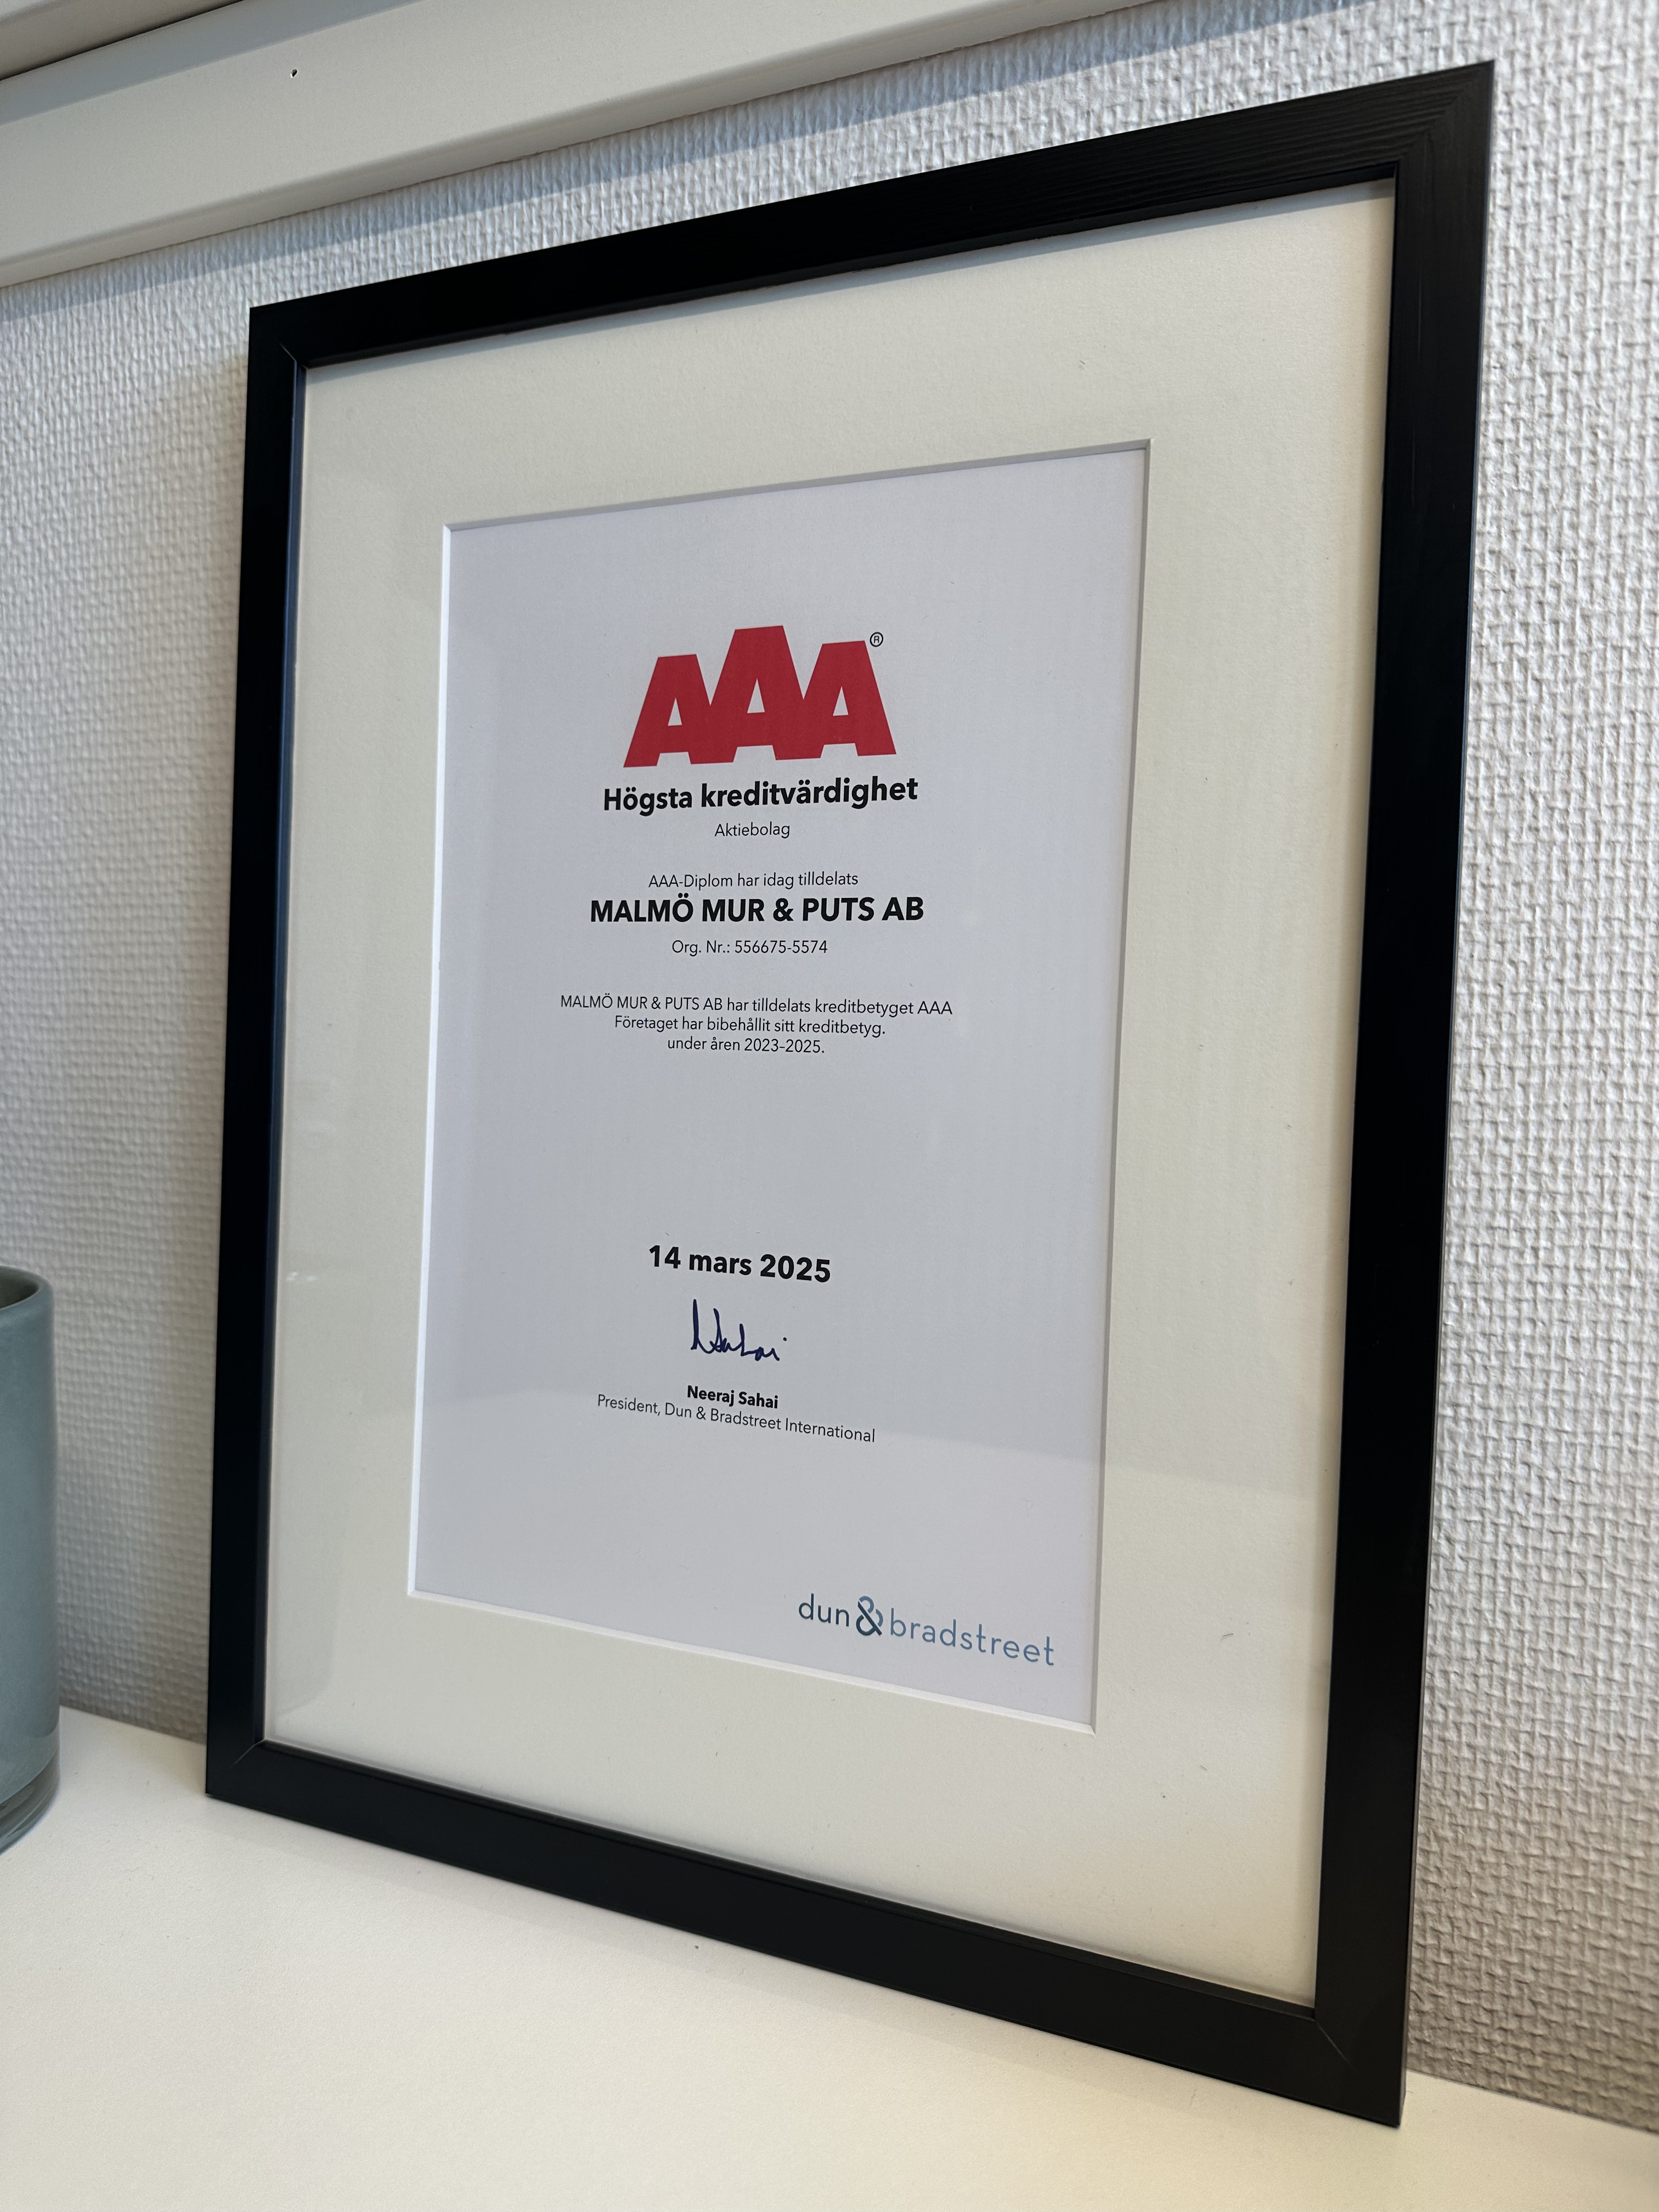 AAA®
Högsta kreditvärdighet
Aktiebolag
AAA-Diplom har idag tilldelats
MALMÖ MUR & PUTS AB
Org. Nr.: 556675-5574
MALMÖ MUR & PUTS AB har tilldelats kreditbetyget AAA
Företaget har bibehållit sitt kreditbetyg.
under åren 2023-2025.
14 mars 2025
Neeraj Sahai
President, Dun & Bradstreet International
dun & bradstreet